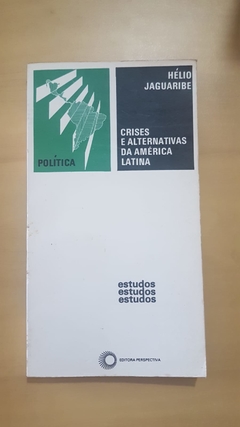 HÉLIO
JAGUARIBE
CRISES
E ALTERNATIVAS
DA AMÉRICA
LATINA
POLÍTICA
estudos
estudos
estudos
EDITORA PERSPECTIVA